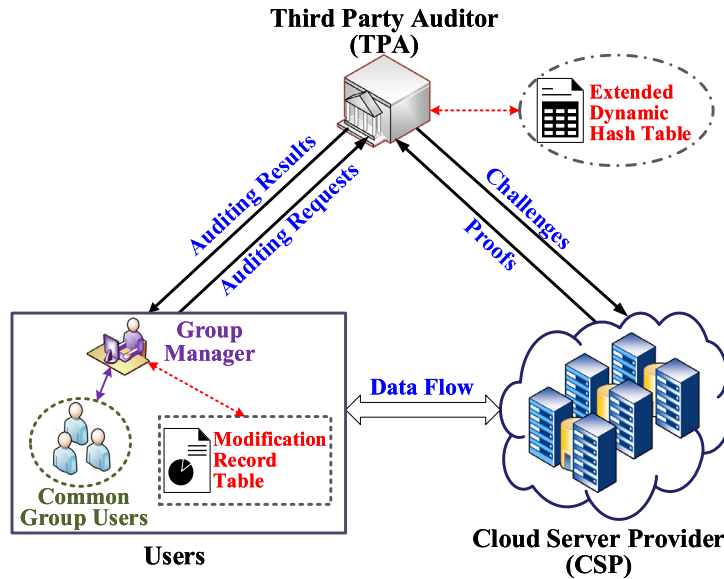 Third Party Auditor
(TPA)
Extended
Dynamic
Hash Table
Auditing Results
Auditing Requests
Challenges
Proofs
Group
Manager
Data Flow
Modification
Record
Table
Common
Group Users
Users
Cloud Server Provider
(CSP)